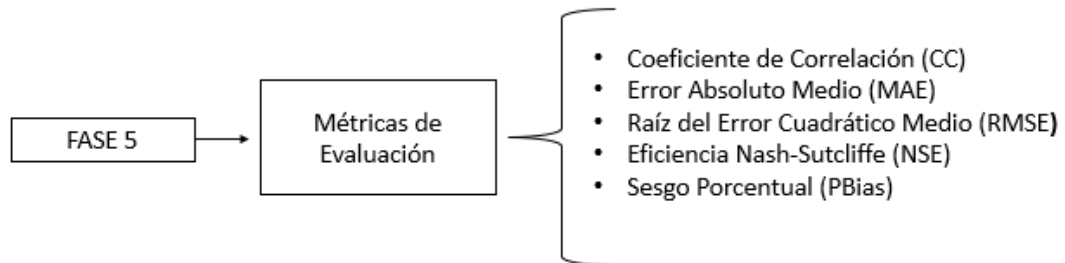 FASE 5
Métricas de
Evaluación
• Coeficiente de Correlación (CC)
• Error Absoluto Medio (MAE)
• Raíz del Error Cuadrático Medio (RMSE)
• Eficiencia Nash-Sutcliffe (NSE)
• Sesgo Porcentual (PBias)